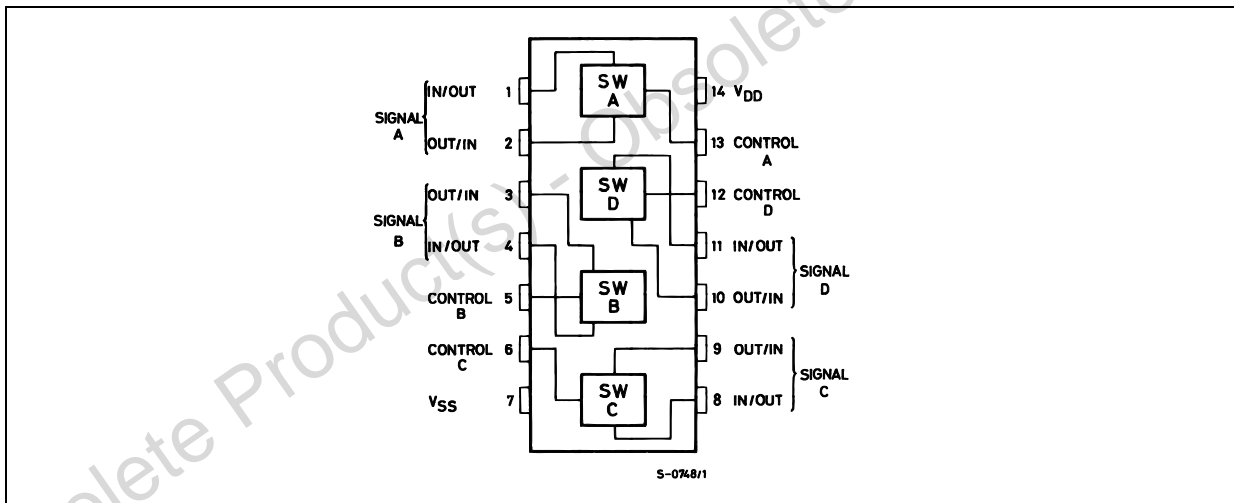 SW
A
IN/OUT 1
14 VDD
SIGNAL
A
OUT/IN 2
13 CONTROL
A
OUT/IN 3
SW
D
12 CONTROL
D
SIGNAL
B
IN/OUT 4
11 IN/OUT
SIGNAL
D
CONTROL 5
B
SW
B
10 OUT/IN
CONTROL 6
C
9 OUT/IN
SIGNAL
C
VSS 7
SW
C
8 IN/OUT
S-0748/1
olete Product(s) - Obsolete